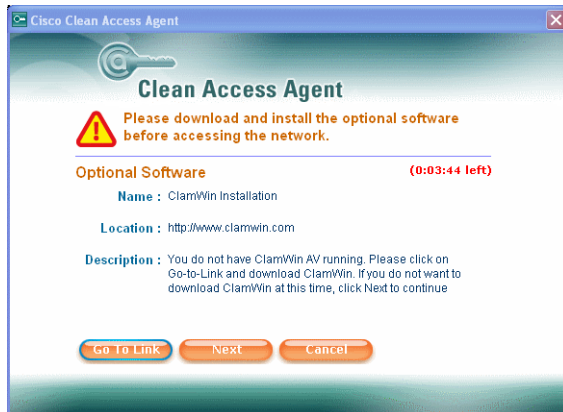 Cisco Clean Access Agent
Clean Access Agent
Please download and install the optional software
before accessing the network.
Optional Software (0:03:44 left)
Name : ClamWin Installation
Location : http://www.clamwin.com
Description : You do not have ClamWin AV running. Please click on
Go-to-Link and download ClamWin. If you do not want to
download ClamWin at this time, click Next to continue
Go To Link Next Cancel